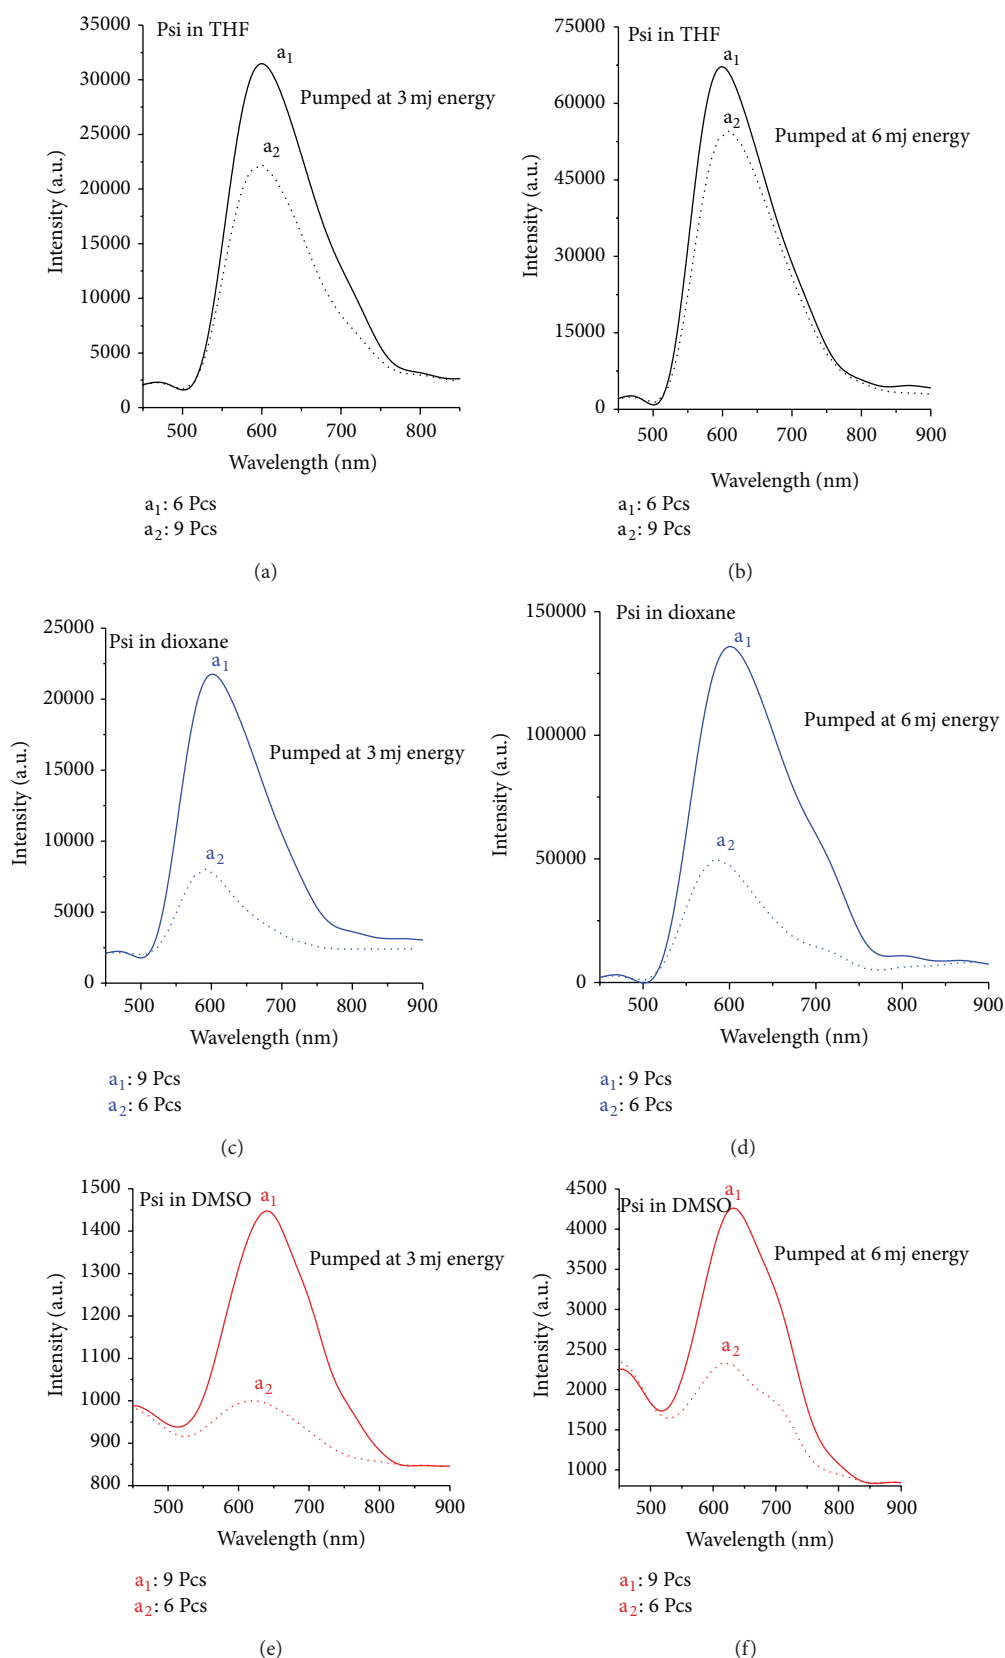 Psi in THF
a1
Pumped at 3 mj energy
a2
35000
30000
25000
20000
15000
10000
5000
0
Intensity (a.u.)
500 600 700 800
Wavelength (nm)
a1: 6 Pcs
a2: 9 Pcs
(a)
Psi in THF
a1
a2
Pumped at 6 mj energy
75000
60000
45000
30000
15000
0
Intensity (a.u.)
500 600 700 800 900
Wavelength (nm)
a1: 6 Pcs
a2: 9 Pcs
(b)
Psi in dioxane
a1
Pumped at 3 mj energy
a2
25000
20000
15000
10000
5000
0
Intensity (a.u.)
500 600 700 800 900
Wavelength (nm)
a1: 9 Pcs
a2: 6 Pcs
(c)
Psi in dioxane
a1
Pumped at 6 mj energy
a2
150000
100000
50000
0
Intensity (a.u.)
500 600 700 800 900
Wavelength (nm)
a1: 9 Pcs
a2: 6 Pcs
(d)
Psi in DMSO
a1
Pumped at 3 mj energy
a2
1500
1400
1300
1200
1100
1000
900
800
Intensity (a.u.)
500 600 700 800 900
Wavelength (nm)
a1: 9 Pcs
a2: 6 Pcs
(e)
Psi in DMSO
a1
Pumped at 6 mj energy
a2
4500
4000
3500
3000
2500
2000
1500
1000
Intensity (a.u.)
500 600 700 800 900
Wavelength (nm)
a1: 9 Pcs
a2: 6 Pcs
(f)